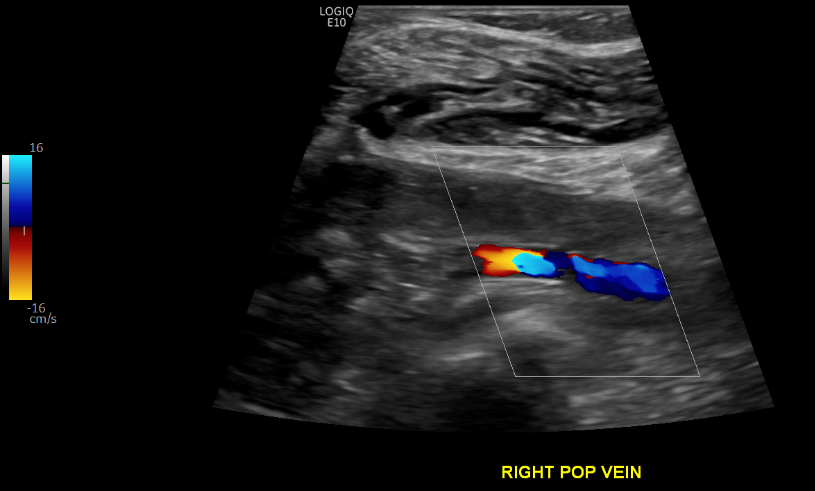 LOGIQ
E10
16
-16
cm/s
RIGHT POP VEIN